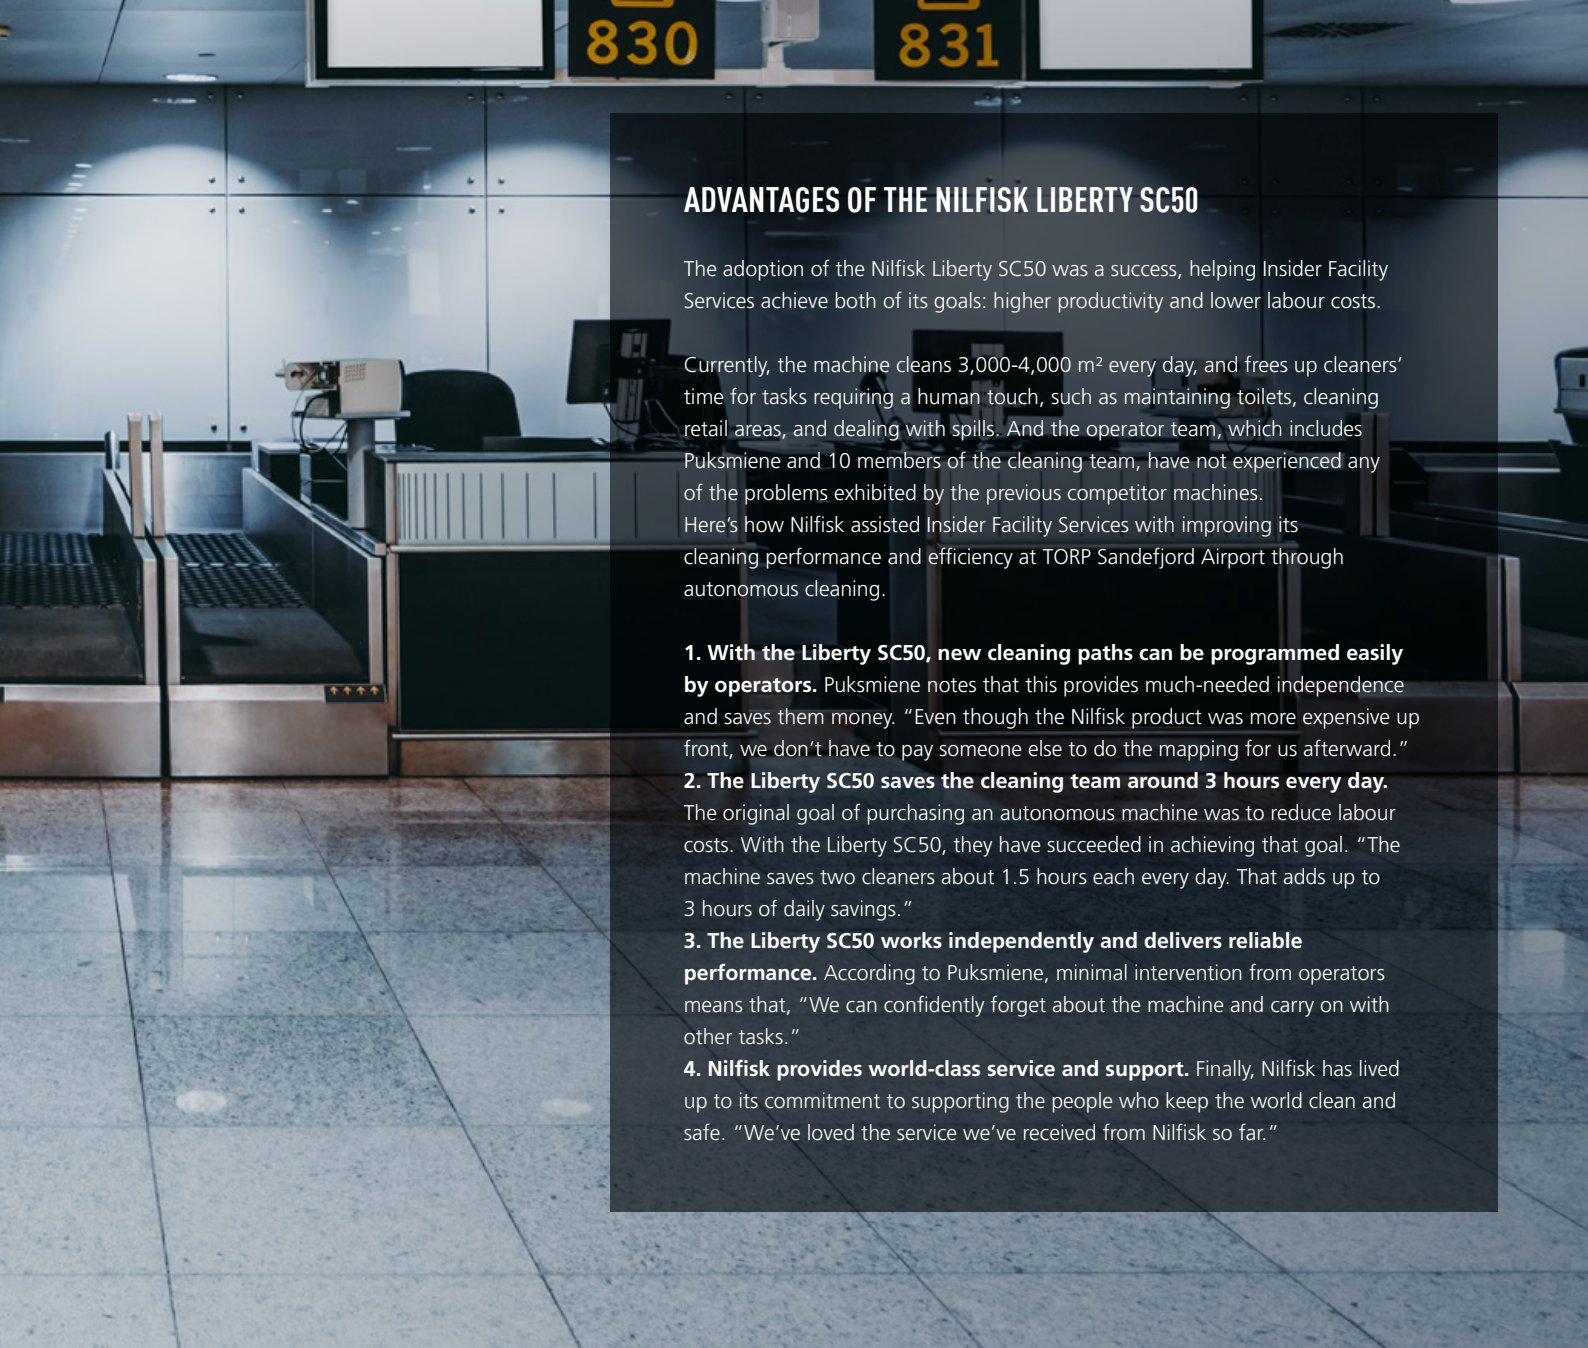 830
831
ADVANTAGES OF THE NILFISK LIBERTY SC50
The adoption of the Nilfisk Liberty SC50 was a success, helping Insider Facility
Services achieve both of its goals: higher productivity and lower labour costs.
Currently, the machine cleans 3,000-4,000 m² every day, and frees up cleaners’
time for tasks requiring a human touch, such as maintaining toilets, cleaning
retail areas, and dealing with spills. And the operator team, which includes
Puksmiene and 10 members of the cleaning team, have not experienced any
of the problems exhibited by the previous competitor machines.
Here’s how Nilfisk assisted Insider Facility Services with improving its
cleaning performance and efficiency at TORP Sandefjord Airport through
autonomous cleaning.
1. With the Liberty SC50, new cleaning paths can be programmed easily
by operators. Puksmiene notes that this provides much-needed independence
and saves them money. “Even though the Nilfisk product was more expensive up
front, we don’t have to pay someone else to do the mapping for us afterward.”
2. The Liberty SC50 saves the cleaning team around 3 hours every day.
The original goal of purchasing an autonomous machine was to reduce labour
costs. With the Liberty SC50, they have succeeded in achieving that goal. “The
machine saves two cleaners about 1.5 hours each every day. That adds up to
3 hours of daily savings.”
3. The Liberty SC50 works independently and delivers reliable
performance. According to Puksmiene, minimal intervention from operators
means that, “We can confidently forget about the machine and carry on with
other tasks.”
4. Nilfisk provides world-class service and support. Finally, Nilfisk has lived
up to its commitment to supporting the people who keep the world clean and
safe. “We’ve loved the service we’ve received from Nilfisk so far.”